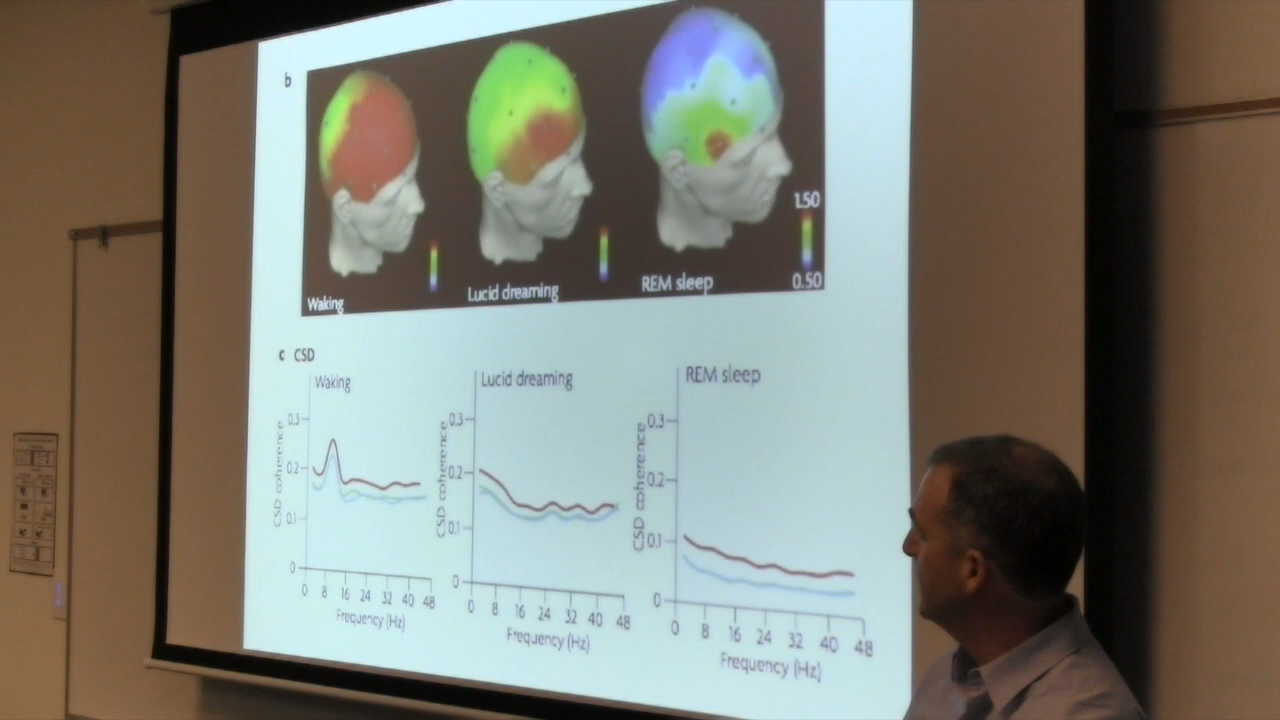 b
1.50
0.50
Waking
Lucid dreaming
REM sleep
c CSD
Waking
Lucid dreaming
REM sleep
CSD coherence
0.3
0.2
0.1
0
0 8 16 24 32 40 48
Frequency (Hz)
CSD coherence
0.3
0.2
0.1
0
0 8 16 24 32 40 48
Frequency (Hz)
CSD coherence
0.3
0.2
0.1
0
0 8 16 24 32 40 48
Frequency (Hz)